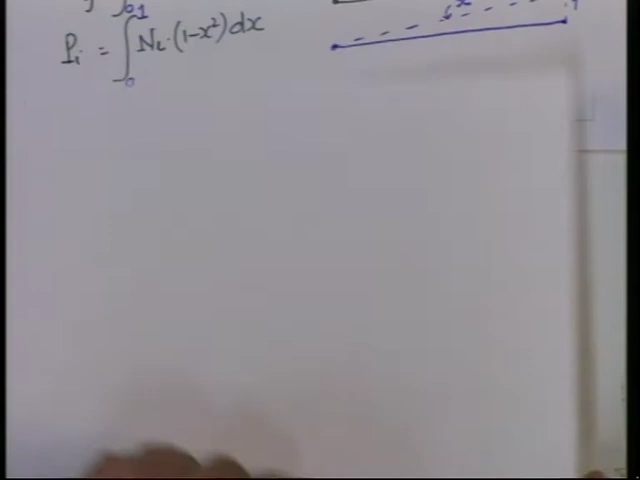 P_i = ∫_0^1 N_i · (1-x²) dx